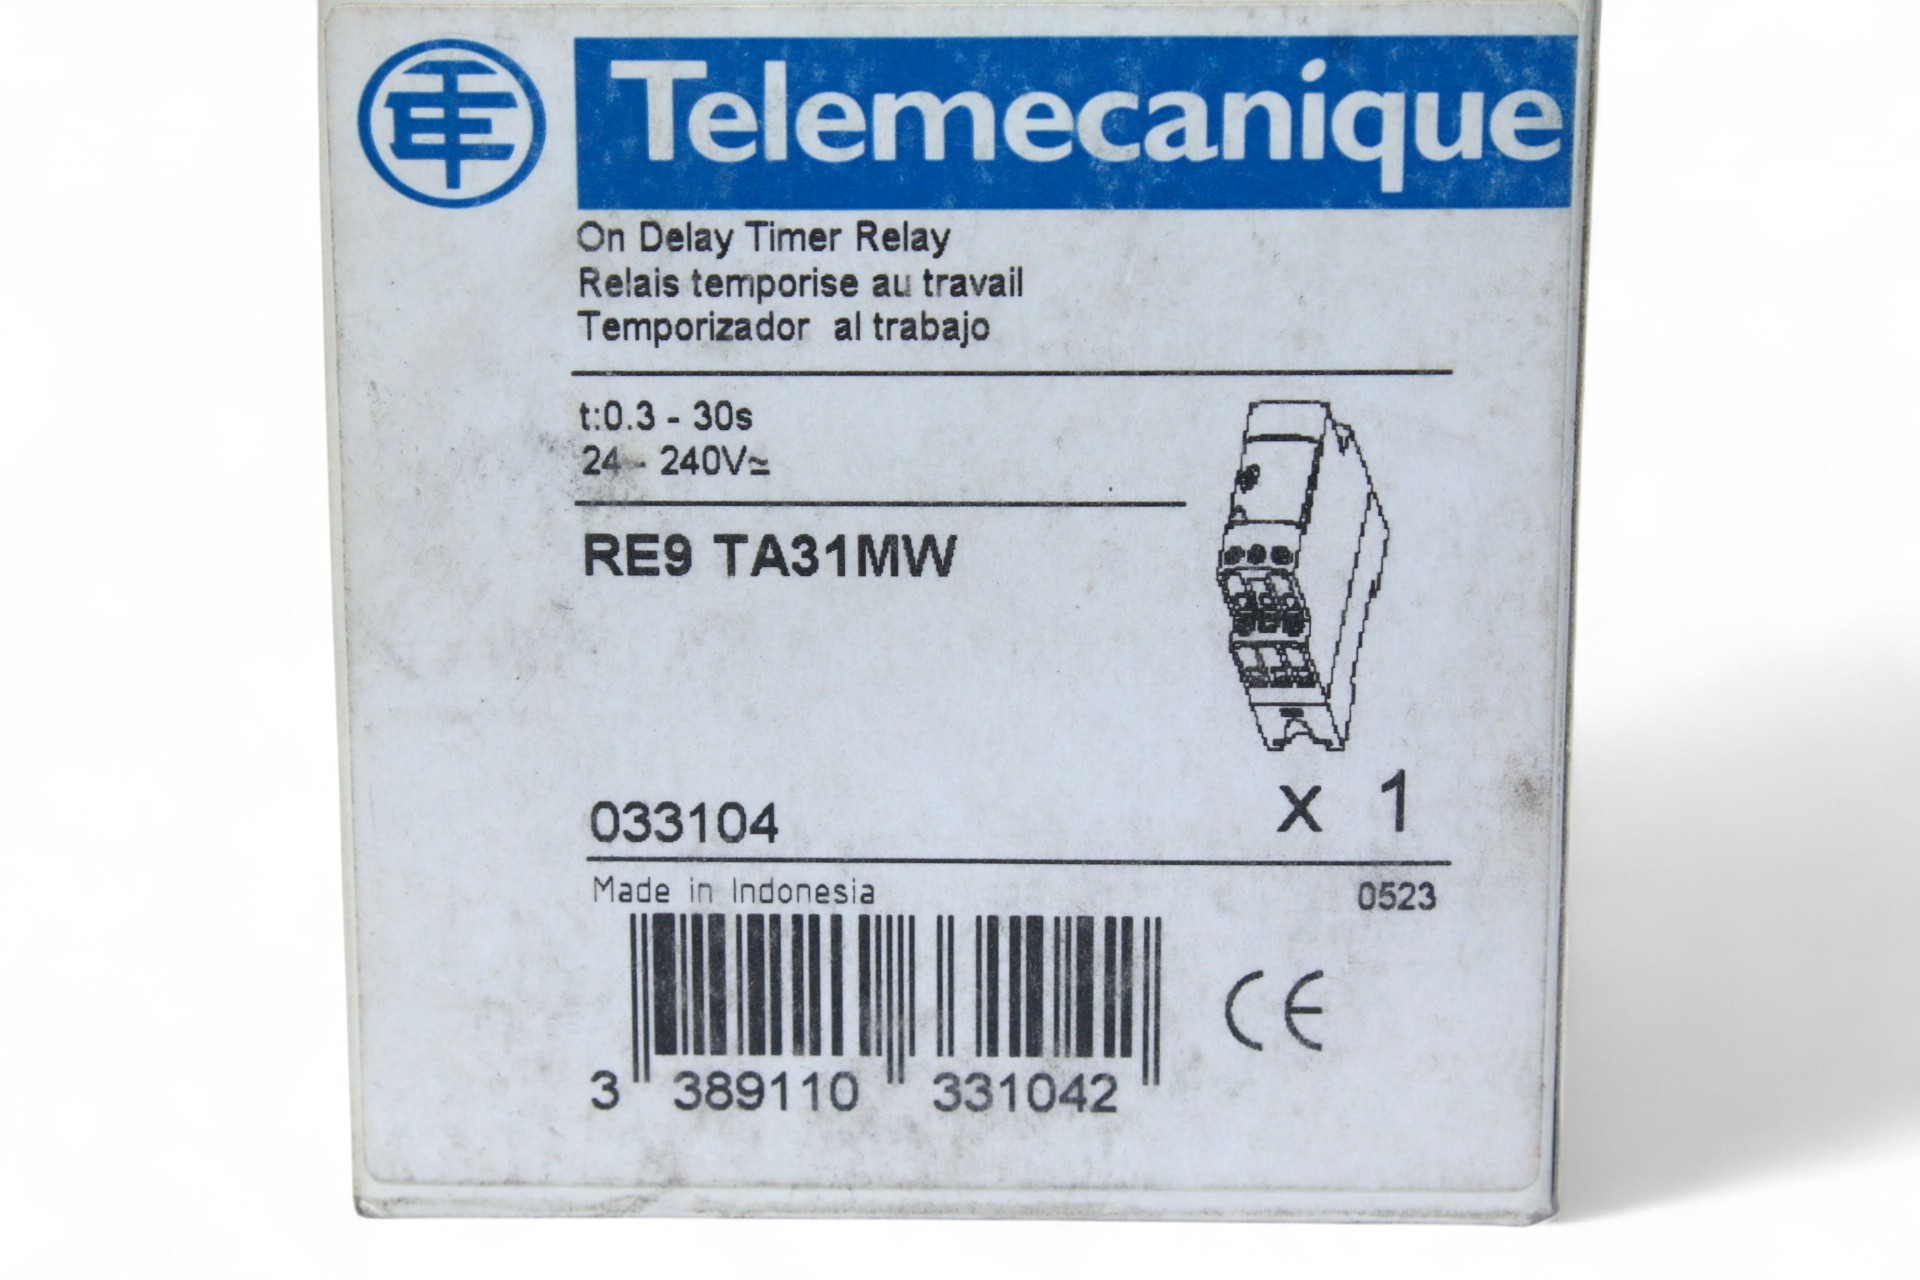 Telemecanique
On Delay Timer Relay
Relais temporise au travail
Temporizador al trabajo
t:0.3 - 30s
24 - 240V≃
RE9 TA31MW
033104
x 1
Made in Indonesia
0523
3 389110 331042
CE